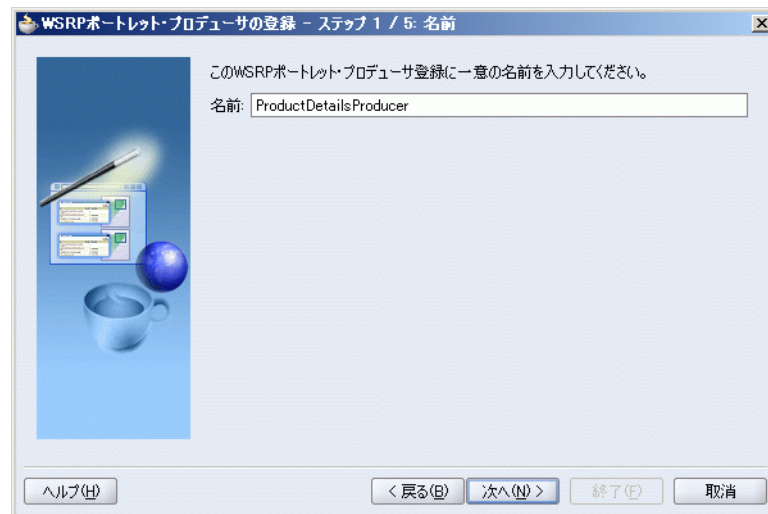 WSRPポートレット・プロデューサの登録 - ステップ 1 / 5: 名前
このWSRPポートレット・プロデューサ登録に一意の名前を入力してください。
名前: ProductDetailsProducer
ヘルプ(H) < 戻る(B) 次へ(N) > 終了(F) 取消